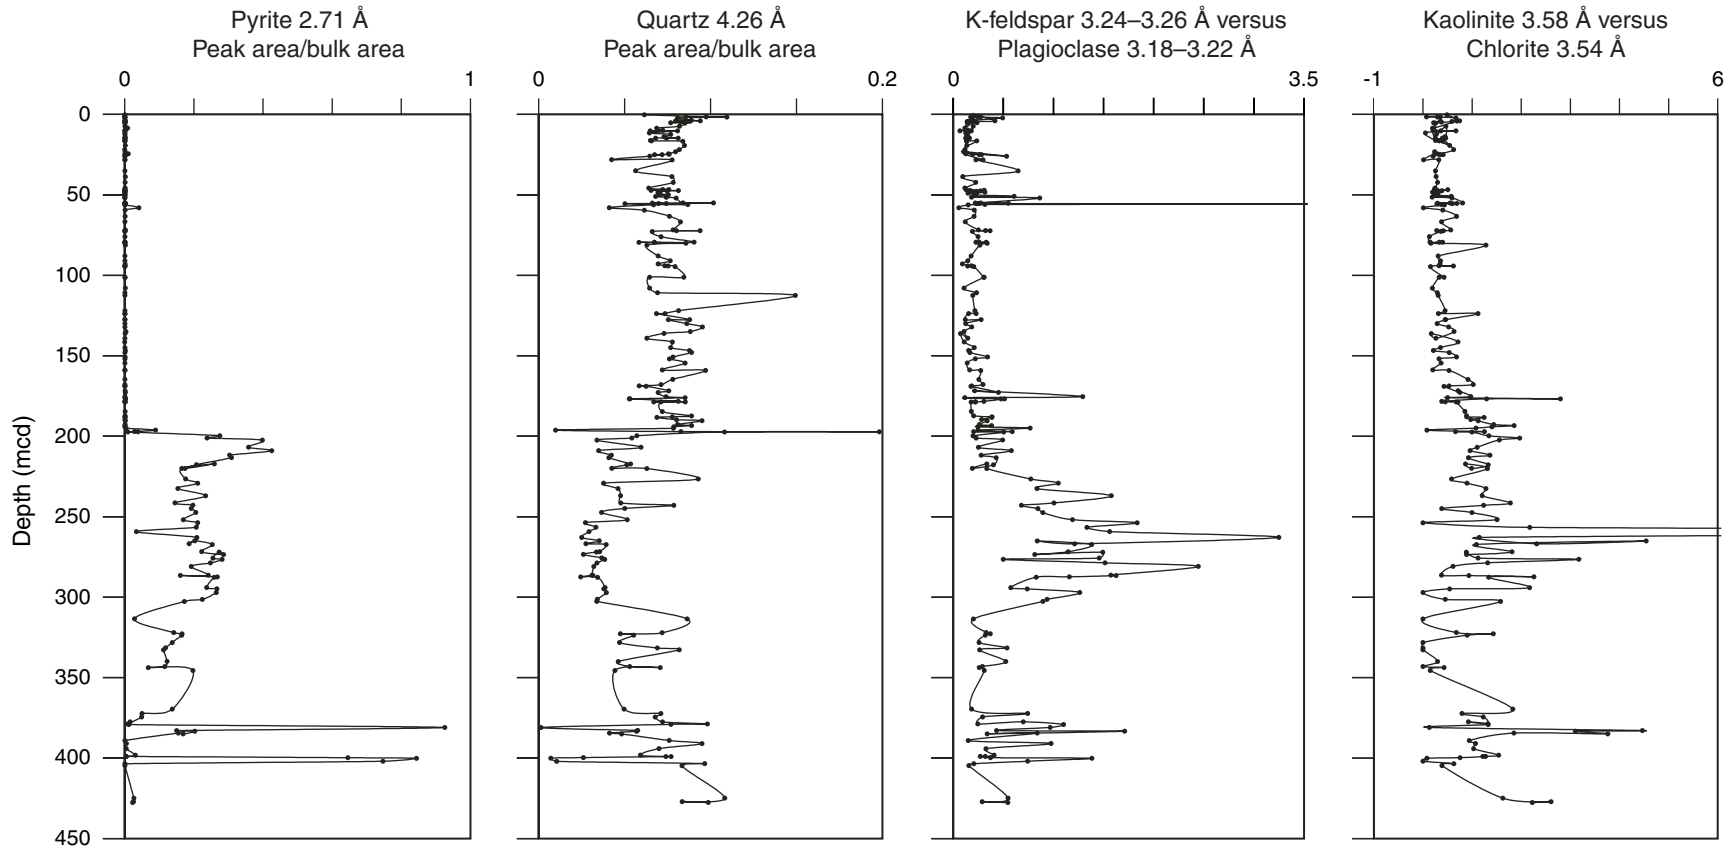 Pyrite 2.71 Å
Peak area/bulk area
Quartz 4.26 Å
Peak area/bulk area
K-feldspar 3.24–3.26 Å versus
Plagioclase 3.18–3.22 Å
Kaolinite 3.58 Å versus
Chlorite 3.54 Å
0 1 0 0.2 0 3.5 -1 6
0
50
100
150
200
250
300
350
400
450
Depth (mcd)